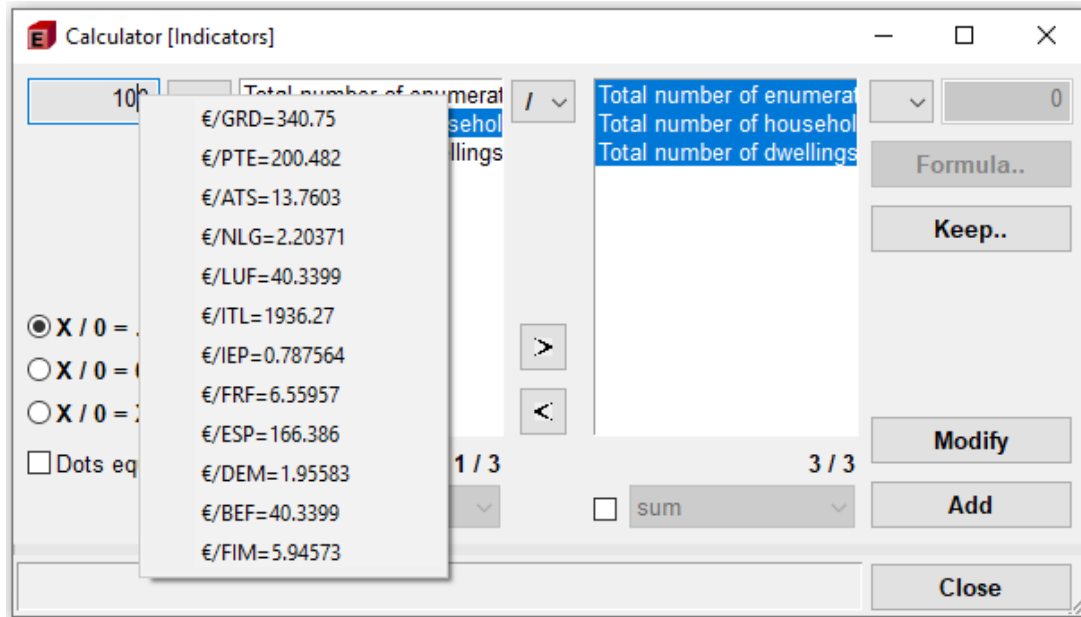 Calculator [Indicators]
100
Total number of enumerat
sehol
llings
/
Total number of enumerat
Total number of househol
Total number of dwellings
0
Formula..
Keep..
€/GRD=340.75
€/PTE=200.482
€/ATS=13.7603
€/NLG=2.20371
€/LUF=40.3399
€/ITL=1936.27
€/IEP=0.787564
€/FRF=6.55957
€/ESP=166.386
€/DEM=1.95583
€/BEF=40.3399
€/FIM=5.94573
X / 0 = .
X / 0 =
X / 0 =
>
<
Dots eq
1 / 3
3 / 3
sum
Modify
Add
Close